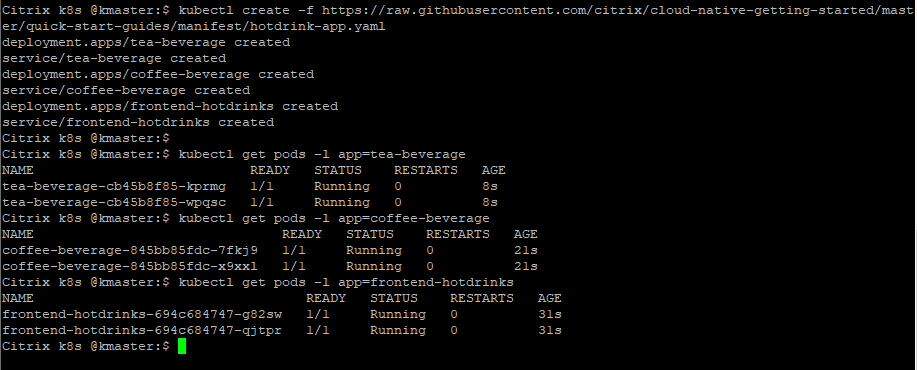 Citrix k8s @kmaster:$ kubectl create -f https://raw.githubusercontent.com/citrix/cloud-native-getting-started/mast
er/quick-start-guides/manifest/hotdrink-app.yaml
deployment.apps/tea-beverage created
service/tea-beverage created
deployment.apps/coffee-beverage created
service/coffee-beverage created
deployment.apps/frontend-hotdrinks created
service/frontend-hotdrinks created
Citrix k8s @kmaster:$
Citrix k8s @kmaster:$ kubectl get pods -l app=tea-beverage
NAME READY STATUS RESTARTS AGE
tea-beverage-cb45b8f85-kprmg 1/1 Running 0 8s
tea-beverage-cb45b8f85-wpqsc 1/1 Running 0 8s
Citrix k8s @kmaster:$ kubectl get pods -l app=coffee-beverage
NAME READY STATUS RESTARTS AGE
coffee-beverage-845bb85fdc-7fkj9 1/1 Running 0 21s
coffee-beverage-845bb85fdc-x9xxl 1/1 Running 0 21s
Citrix k8s @kmaster:$ kubectl get pods -l app=frontend-hotdrinks
NAME READY STATUS RESTARTS AGE
frontend-hotdrinks-694c684747-g82sw 1/1 Running 0 31s
frontend-hotdrinks-694c684747-qjtpr 1/1 Running 0 31s
Citrix k8s @kmaster:$